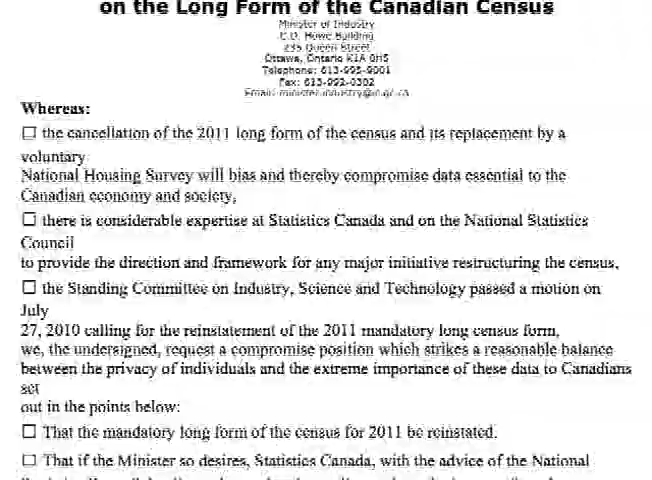 on the Long Form of the Canadian Census
Minister of Industry
C.D. Howe Building
235 Queen Street
Ottawa, Ontario K1A 0H5
Telephone: 613-995-9001
Fax: 613-992-0302
Email: minister.industry@ic.gc.ca
Whereas:
☐ the cancellation of the 2011 long form of the census and its replacement by a
voluntary
National Housing Survey will bias and thereby compromise data essential to the
Canadian economy and society,
☐ there is considerable expertise at Statistics Canada and on the National Statistics
Council
to provide the direction and framework for any major initiative restructuring the census,
☐ the Standing Committee on Industry, Science and Technology passed a motion on
July
27, 2010 calling for the reinstatement of the 2011 mandatory long census form,
we, the undersigned, request a compromise position which strikes a reasonable balance
between the privacy of individuals and the extreme importance of these data to Canadians
set
out in the points below:
☐ That the mandatory long form of the census for 2011 be reinstated.
☐ That if the Minister so desires, Statistics Canada, with the advice of the National